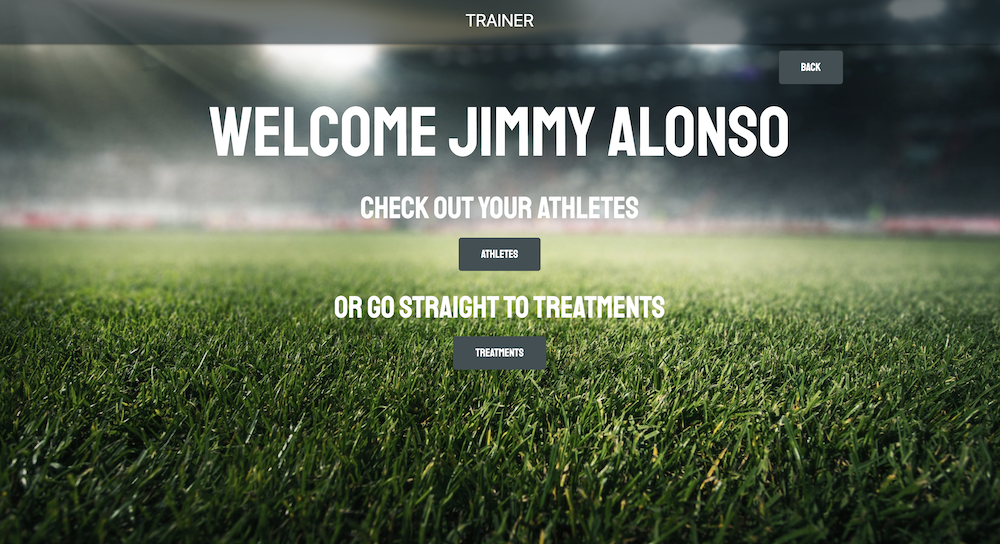 TRAINER
BACK
WELCOME JIMMY ALONSO
CHECK OUT YOUR ATHLETES
ATHLETES
OR GO STRAIGHT TO TREATMENTS
TREATMENTS